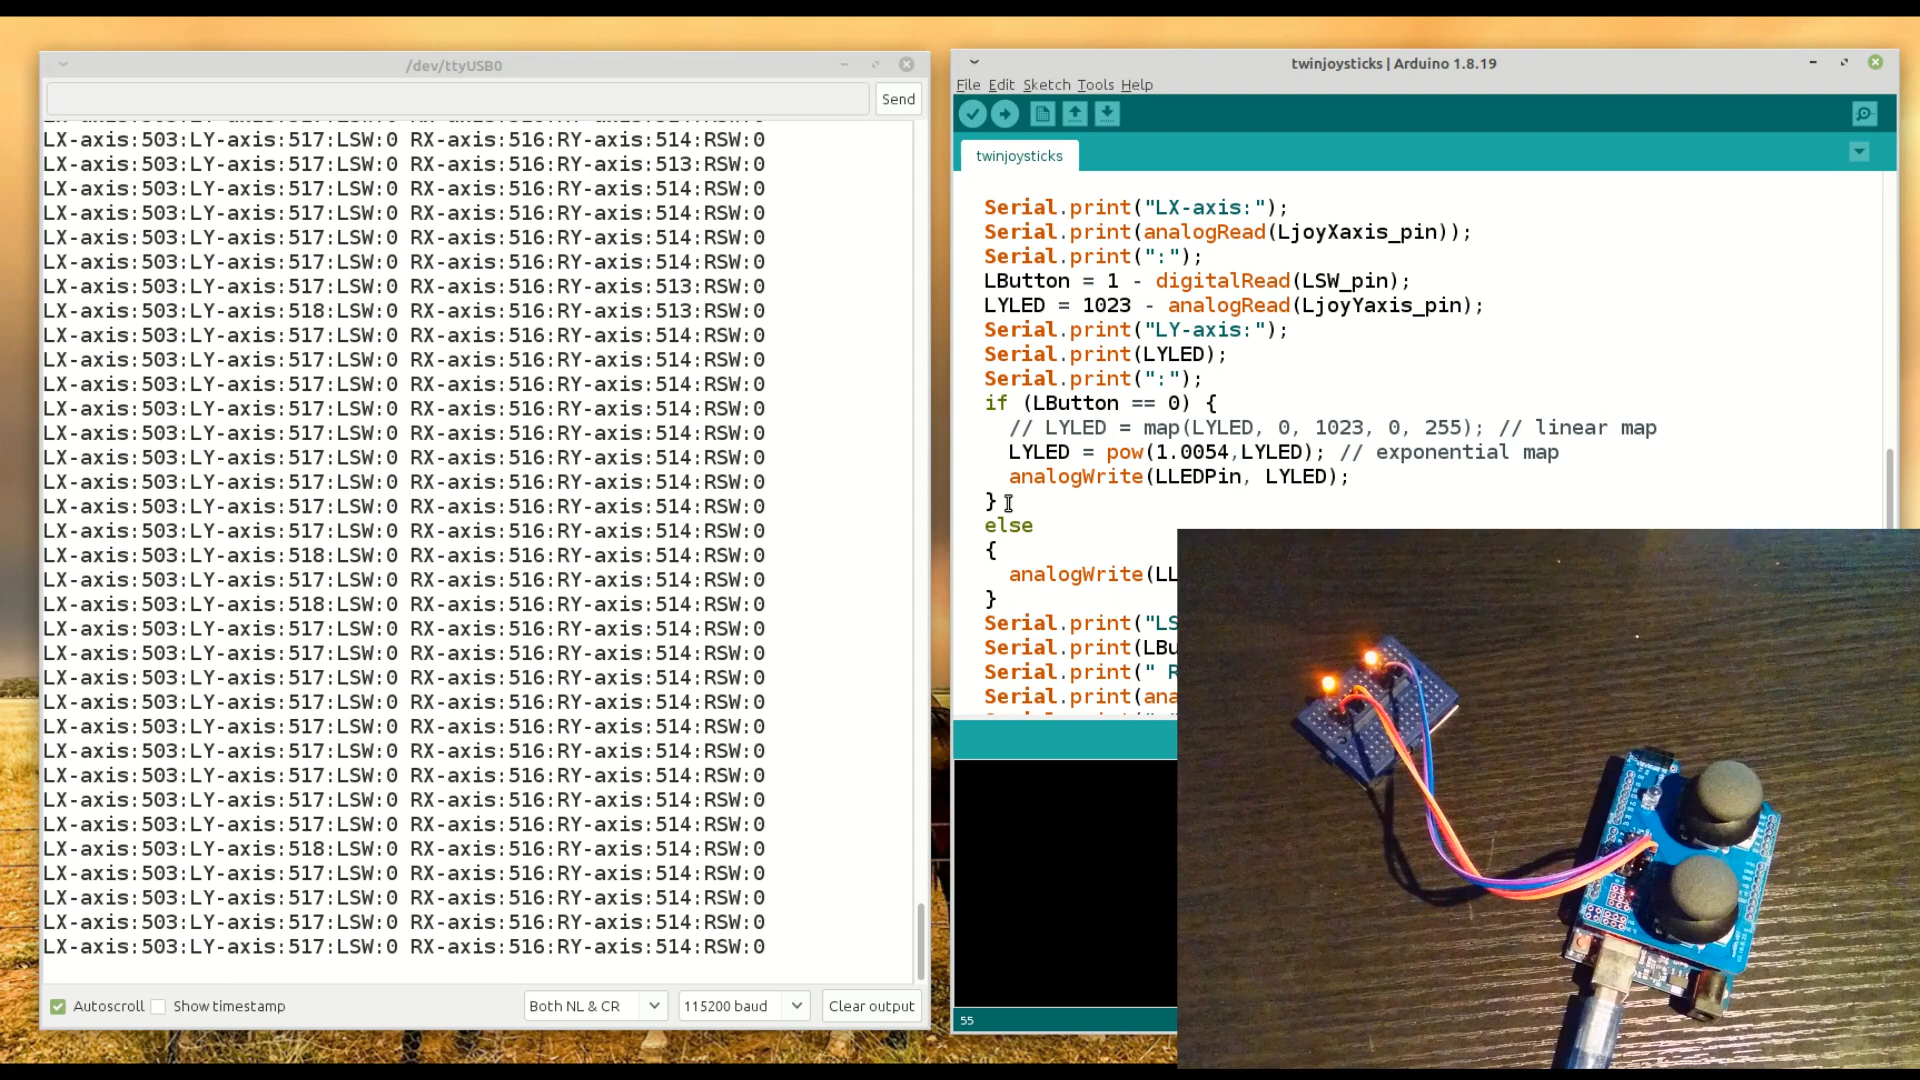 /dev/ttyUSB0
Send
LX-axis:503:LY-axis:517:LSW:0 RX-axis:516:RY-axis:514:RSW:0
LX-axis:503:LY-axis:517:LSW:0 RX-axis:516:RY-axis:513:RSW:0
LX-axis:503:LY-axis:517:LSW:0 RX-axis:516:RY-axis:514:RSW:0
LX-axis:503:LY-axis:517:LSW:0 RX-axis:516:RY-axis:514:RSW:0
LX-axis:503:LY-axis:517:LSW:0 RX-axis:516:RY-axis:514:RSW:0
LX-axis:503:LY-axis:517:LSW:0 RX-axis:516:RY-axis:514:RSW:0
LX-axis:503:LY-axis:517:LSW:0 RX-axis:516:RY-axis:513:RSW:0
LX-axis:503:LY-axis:518:LSW:0 RX-axis:516:RY-axis:513:RSW:0
LX-axis:503:LY-axis:517:LSW:0 RX-axis:516:RY-axis:514:RSW:0
LX-axis:503:LY-axis:517:LSW:0 RX-axis:516:RY-axis:514:RSW:0
LX-axis:503:LY-axis:517:LSW:0 RX-axis:516:RY-axis:514:RSW:0
LX-axis:503:LY-axis:517:LSW:0 RX-axis:516:RY-axis:514:RSW:0
LX-axis:503:LY-axis:517:LSW:0 RX-axis:516:RY-axis:514:RSW:0
LX-axis:503:LY-axis:517:LSW:0 RX-axis:516:RY-axis:514:RSW:0
LX-axis:503:LY-axis:517:LSW:0 RX-axis:516:RY-axis:514:RSW:0
LX-axis:503:LY-axis:517:LSW:0 RX-axis:516:RY-axis:514:RSW:0
LX-axis:503:LY-axis:517:LSW:0 RX-axis:516:RY-axis:514:RSW:0
LX-axis:503:LY-axis:518:LSW:0 RX-axis:516:RY-axis:514:RSW:0
LX-axis:503:LY-axis:517:LSW:0 RX-axis:516:RY-axis:514:RSW:0
LX-axis:503:LY-axis:518:LSW:0 RX-axis:516:RY-axis:514:RSW:0
LX-axis:503:LY-axis:517:LSW:0 RX-axis:516:RY-axis:514:RSW:0
LX-axis:503:LY-axis:517:LSW:0 RX-axis:516:RY-axis:514:RSW:0
LX-axis:503:LY-axis:517:LSW:0 RX-axis:516:RY-axis:514:RSW:0
LX-axis:503:LY-axis:517:LSW:0 RX-axis:516:RY-axis:514:RSW:0
LX-axis:503:LY-axis:517:LSW:0 RX-axis:516:RY-axis:514:RSW:0
LX-axis:503:LY-axis:517:LSW:0 RX-axis:516:RY-axis:514:RSW:0
LX-axis:503:LY-axis:517:LSW:0 RX-axis:516:RY-axis:514:RSW:0
LX-axis:503:LY-axis:517:LSW:0 RX-axis:516:RY-axis:514:RSW:0
LX-axis:503:LY-axis:517:LSW:0 RX-axis:516:RY-axis:514:RSW:0
LX-axis:503:LY-axis:518:LSW:0 RX-axis:516:RY-axis:514:RSW:0
LX-axis:503:LY-axis:517:LSW:0 RX-axis:516:RY-axis:514:RSW:0
LX-axis:503:LY-axis:517:LSW:0 RX-axis:516:RY-axis:514:RSW:0
LX-axis:503:LY-axis:517:LSW:0 RX-axis:516:RY-axis:514:RSW:0
LX-axis:503:LY-axis:517:LSW:0 RX-axis:516:RY-axis:514:RSW:0
Autoscroll Show timestamp Both NL & CR 115200 baud Clear output
twinjoysticks | Arduino 1.8.19
File Edit Sketch Tools Help
twinjoysticks
Serial.print("LX-axis:");
Serial.print(analogRead(LjoyXaxis_pin));
Serial.print(":");
LButton = 1 - digitalRead(LSW_pin);
LYLED = 1023 - analogRead(LjoyYaxis_pin);
Serial.print("LY-axis:");
Serial.print(LYLED);
Serial.print(":");
if (LButton == 0) {
// LYLED = map(LYLED, 0, 1023, 0, 255); // linear map
LYLED = pow(1.0054,LYLED); // exponential map
analogWrite(LLEDPin, LYLED);
}
else
{
analogWrite(LL
}
Serial.print("LS
Serial.print(LBu
Serial.print(" R
Serial.print(ana
55